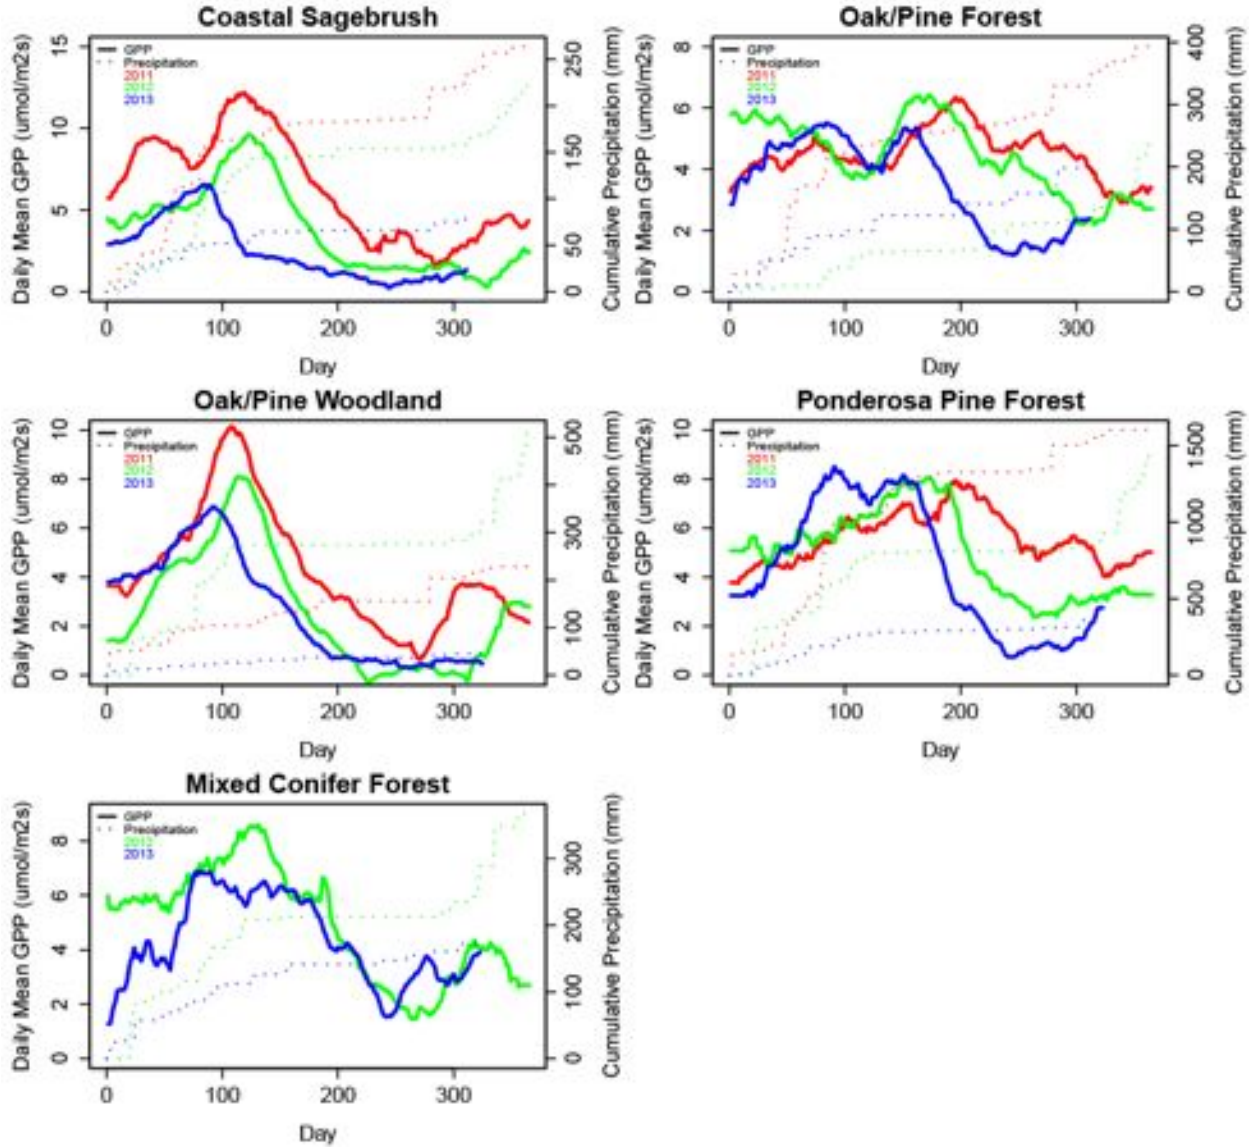 Coastal Sagebrush
Daily Mean GPP (umol/m2s)
15
10
5
0
GPP
Precipitation
2011
2012
2013
250
150
50
0
Cumulative Precipitation (mm)
0 100 200 300
Day
Oak/Pine Forest
Daily Mean GPP (umol/m2s)
8
6
4
2
0
GPP
Precipitation
2011
2012
2013
400
300
200
100
0
Cumulative Precipitation (mm)
0 100 200 300
Day
Oak/Pine Woodland
Daily Mean GPP (umol/m2s)
10
8
6
4
2
0
GPP
Precipitation
2011
2012
2013
500
300
100
0
Cumulative Precipitation (mm)
0 100 200 300
Day
Ponderosa Pine Forest
Daily Mean GPP (umol/m2s)
10
8
6
4
2
0
GPP
Precipitation
2011
2012
2013
1500
1000
500
0
Cumulative Precipitation (mm)
0 100 200 300
Day
Mixed Conifer Forest
Daily Mean GPP (umol/m2s)
8
6
4
2
0
GPP
Precipitation
2012
2013
300
200
100
0
Cumulative Precipitation (mm)
0 100 200 300
Day